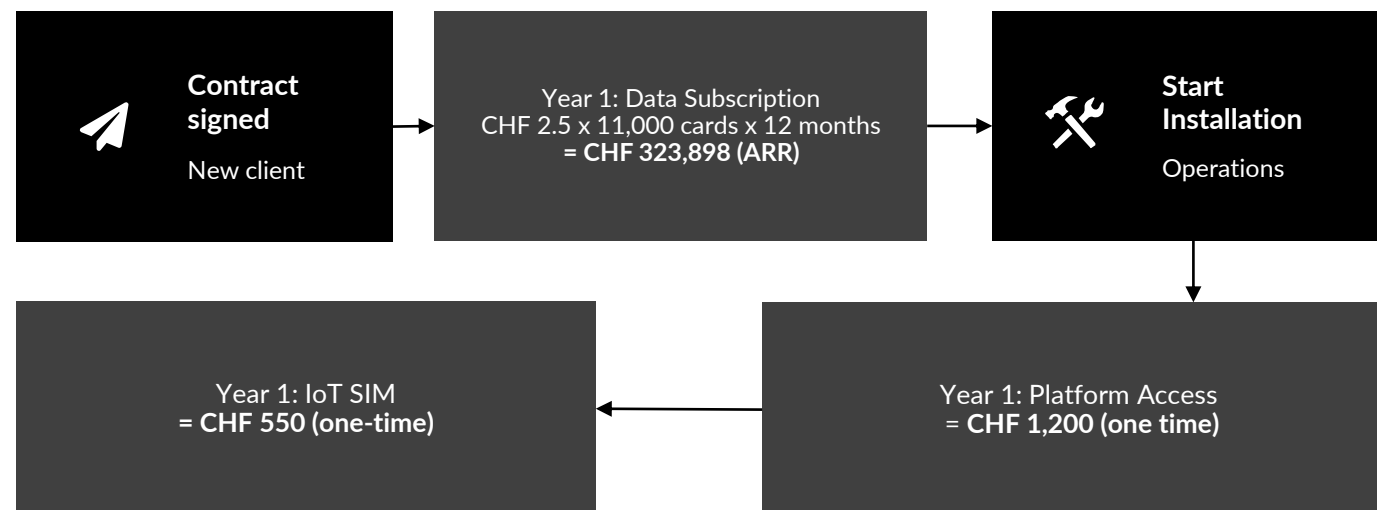 Contract
signed
New client
Year 1: Data Subscription
CHF 2.5 x 11,000 cards x 12 months
= CHF 323,898 (ARR)
Start
Installation
Operations
Year 1: Platform Access
= CHF 1,200 (one time)
Year 1: IoT SIM
= CHF 550 (one-time)